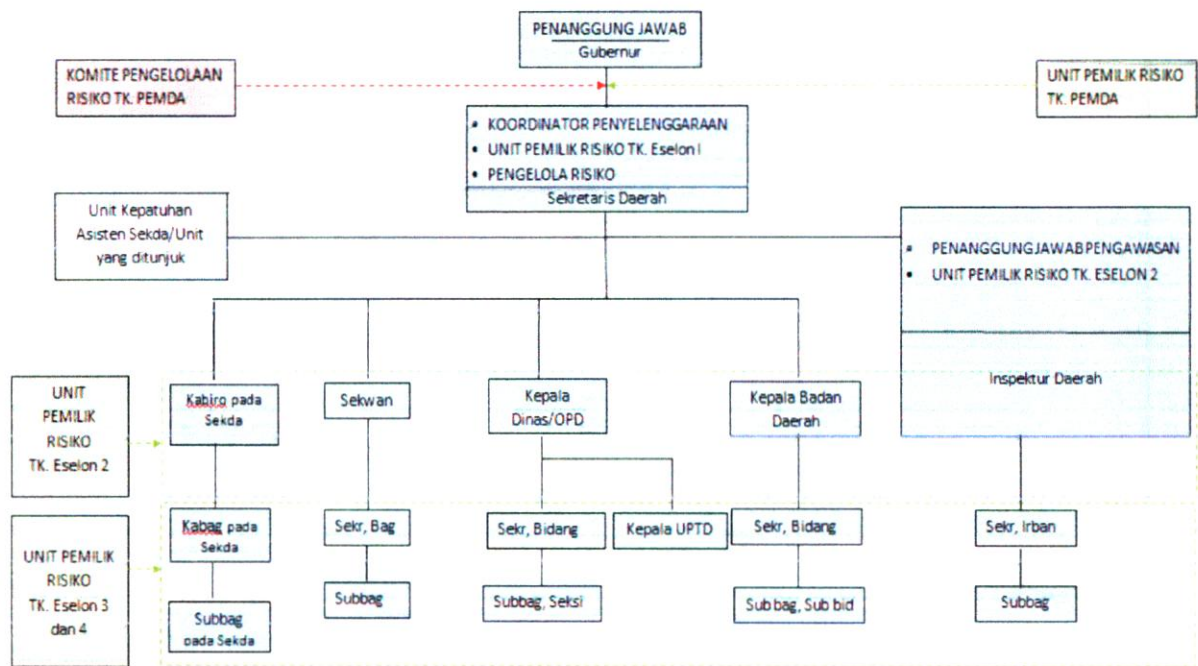 PENANGGUNG JAWAB
Gubernur
KOMITE PENGELOLAAN
RISIKO TK. PEMDA
UNIT PEMILIK RISIKO
TK. PEMDA
• KOORDINATOR PENYELENGGARAAN
• UNIT PEMILIK RISIKO TK. Eselon I
• PENGELOLA RISIKO
Sekretaris Daerah
Unit Kepatuhan
Asisten Sekda/Unit
yang ditunjuk
• PENANGGUNG JAWAB PENGAWASAN
• UNIT PEMILIK RISIKO TK. ESELON 2
Inspektur Daerah
UNIT
PEMILIK
RISIKO
TK. Eselon 2
Kabiro pada
Sekda
Sekwan
Kepala
Dinas/OPD
Kepala Badan
Daerah
UNIT PEMILIK
RISIKO
TK. Eselon 3
dan 4
Kabag pada
Sekda
Sekr, Bag
Sekr, Bidang
Kepala UPTD
Sekr, Bidang
Sekr, Irban
Subbag
pada Sekda
Subbag
Subbag, Seksi
Sub bag, Sub bid
Subbag